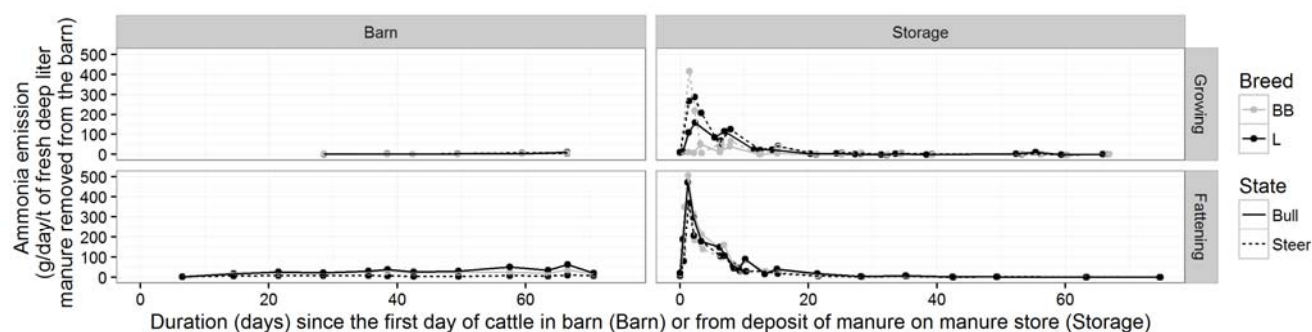 Barn
Storage
Ammonia emission
(g/day/t of fresh deep liter
manure removed from the barn)
500
400
300
200
100
0
Growing
500
400
300
200
100
0
Fattening
0
20
40
60
0
20
40
60
Duration (days) since the first day of cattle in barn (Barn) or from deposit of manure on manure store (Storage)
Breed
BB
L
State
Bull
Steer